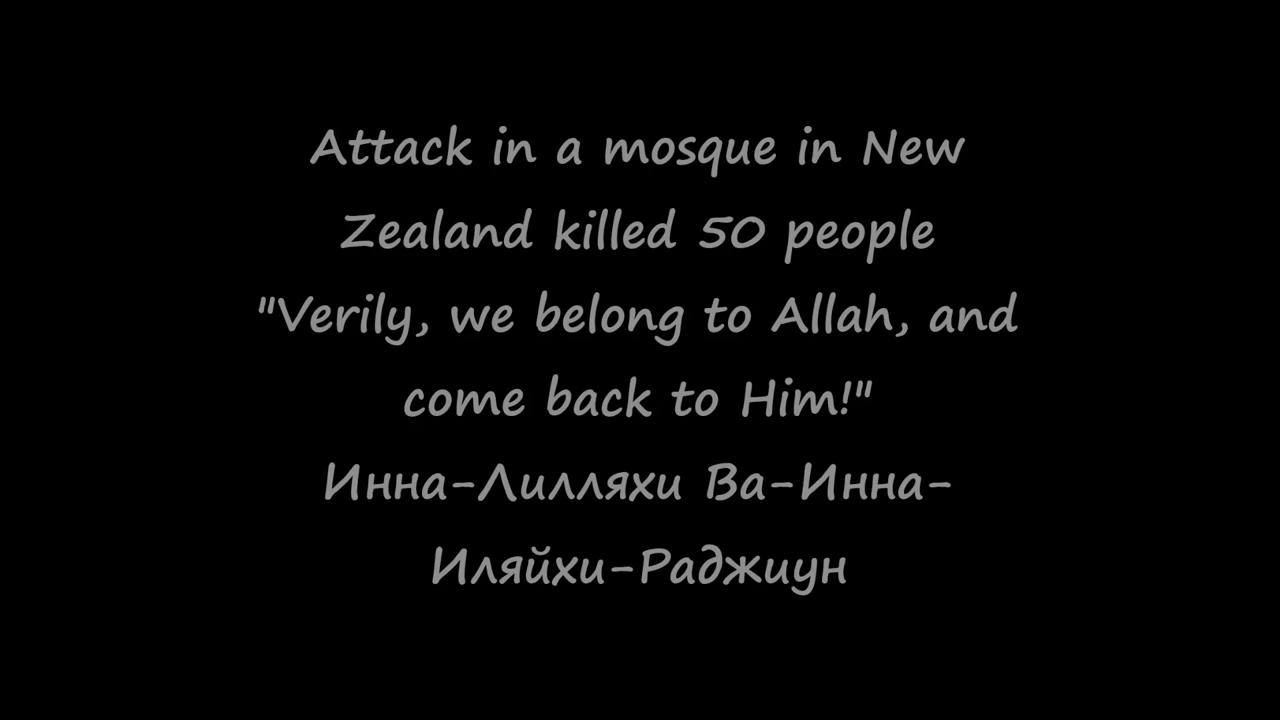 Attack in a mosque in New
Zealand killed 50 people
"Verily, we belong to Allah, and
come back to Him!"
Инна-Лилляхи Ва-Инна-
Иляйхи-Раджиун